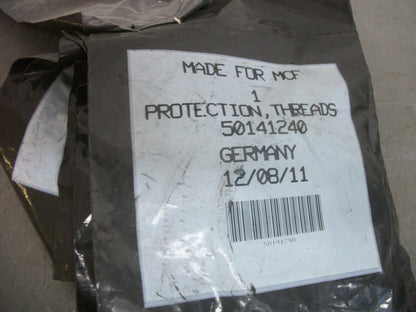 MADE FOR MCF
1
PROTECTION,THREADS
50141240
GERMANY
12/08/11